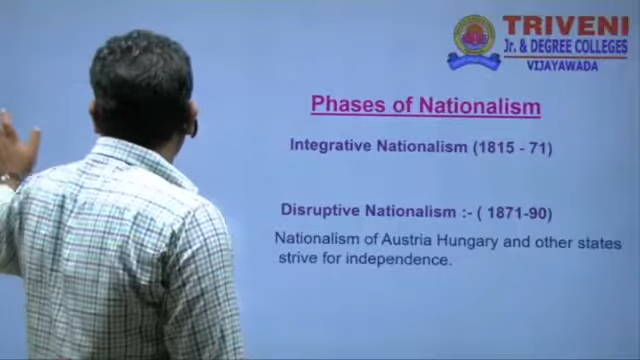 TRIVENI
Jr. & DEGREE COLLEGES
VIJAYAWADA
Phases of Nationalism
Integrative Nationalism (1815 - 71)
Disruptive Nationalism :- ( 1871-90)
Nationalism of Austria Hungary and other states
strive for independence.